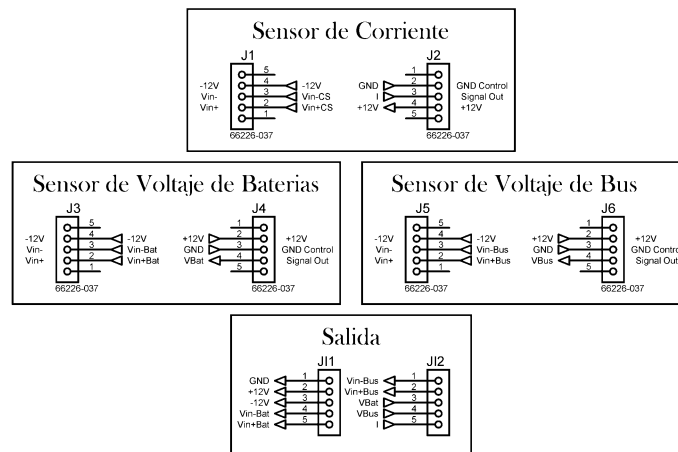 Sensor de Corriente
J1
5
-12V 4 -12V
Vin- 3 Vin-CS
Vin+ 2 Vin+CS
1
66226-037
J2
1
GND 2 GND Control
I 3 Signal Out
+12V 4 +12V
5
66226-037
Sensor de Voltaje de Baterias
J3
5
-12V 4 -12V
Vin- 3 Vin-Bat
Vin+ 2 Vin+Bat
1
66226-037
J4
1
+12V 2 +12V
GND 3 GND Control
VBat 4 Signal Out
5
66226-037
Sensor de Voltaje de Bus
J5
5
-12V 4 -12V
Vin- 3 Vin-Bus
Vin+ 2 Vin+Bus
1
66226-037
J6
1
+12V 2 +12V
GND 3 GND Control
VBus 4 Signal Out
5
66226-037
Salida
JI1
GND 1
+12V 2
-12V 3
Vin-Bat 4
Vin+Bat 5
JI2
Vin-Bus 1
Vin+Bus 2
VBat 3
VBus 4
I 5